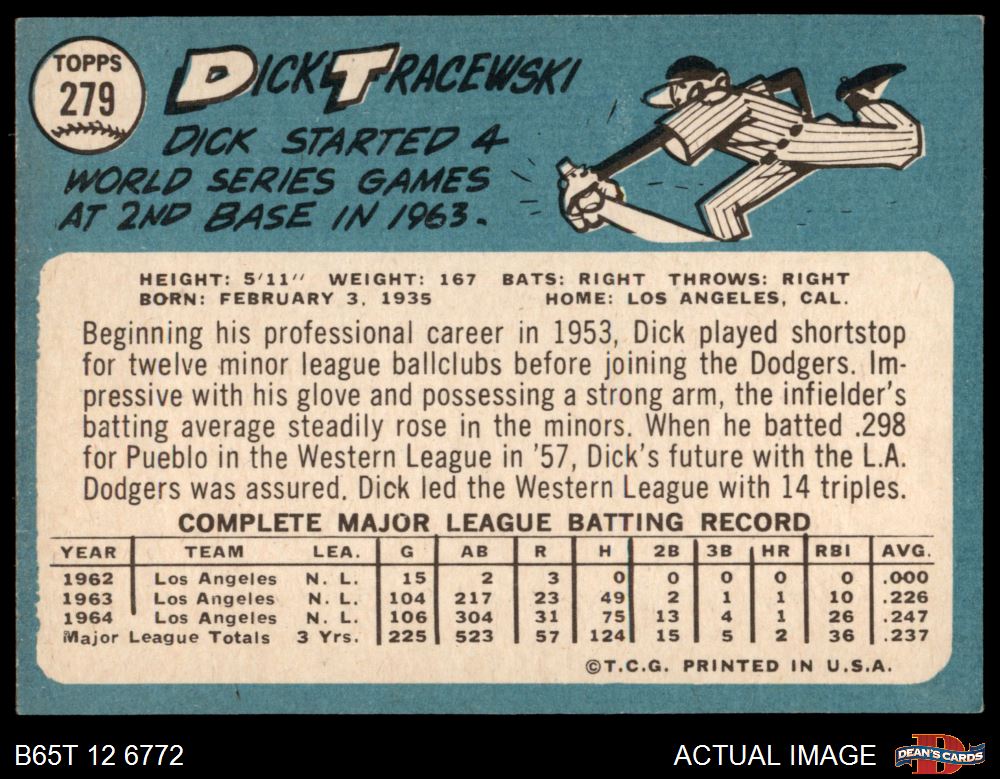 TOPPS
279
DICK TRACEWSKI
DICK STARTED 4
WORLD SERIES GAMES
AT 2ND BASE IN 1963.
HEIGHT: 5'11'' WEIGHT: 167 BATS: RIGHT THROWS: RIGHT
BORN: FEBRUARY 3, 1935 HOME: LOS ANGELES, CAL.
Beginning his professional career in 1953, Dick played shortstop
for twelve minor league ballclubs before joining the Dodgers. Im-
pressive with his glove and possessing a strong arm, the infielder's
batting average steadily rose in the minors. When he batted .298
for Pueblo in the Western League in '57, Dick's future with the L.A.
Dodgers was assured. Dick led the Western League with 14 triples.
COMPLETE MAJOR LEAGUE BATTING RECORD
YEAR TEAM LEA. G AB R H 2B 3B HR RBI AVG.
1962 Los Angeles N. L. 15 2 3 0 0 0 0 0 .000
1963 Los Angeles N. L. 104 217 23 49 2 1 1 10 .226
1964 Los Angeles N. L. 106 304 31 75 13 4 1 26 .247
Major League Totals 3 Yrs. 225 523 57 124 15 5 2 36 .237
©T.C.G. PRINTED IN U.S.A.
B65T 12 6772 ACTUAL IMAGE DEAN'S CARDS